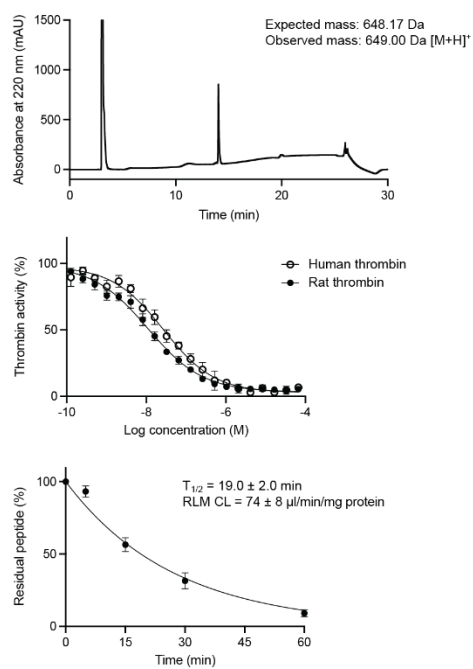 Expected mass: 648.17 Da
Observed mass: 649.00 Da [M+H]⁺
Absorbance at 220 nm (mAU)
1500
1000
500
0
0 10 20 30
Time (min)
Human thrombin
Rat thrombin
Thrombin activity (%)
100
50
0
-10 -8 -6 -4
Log concentration (M)
T1/2 = 19.0 ± 2.0 min
RLM CL = 74 ± 8 µl/min/mg protein
Residual peptide (%)
100
50
0
0 15 30 45 60
Time (min)